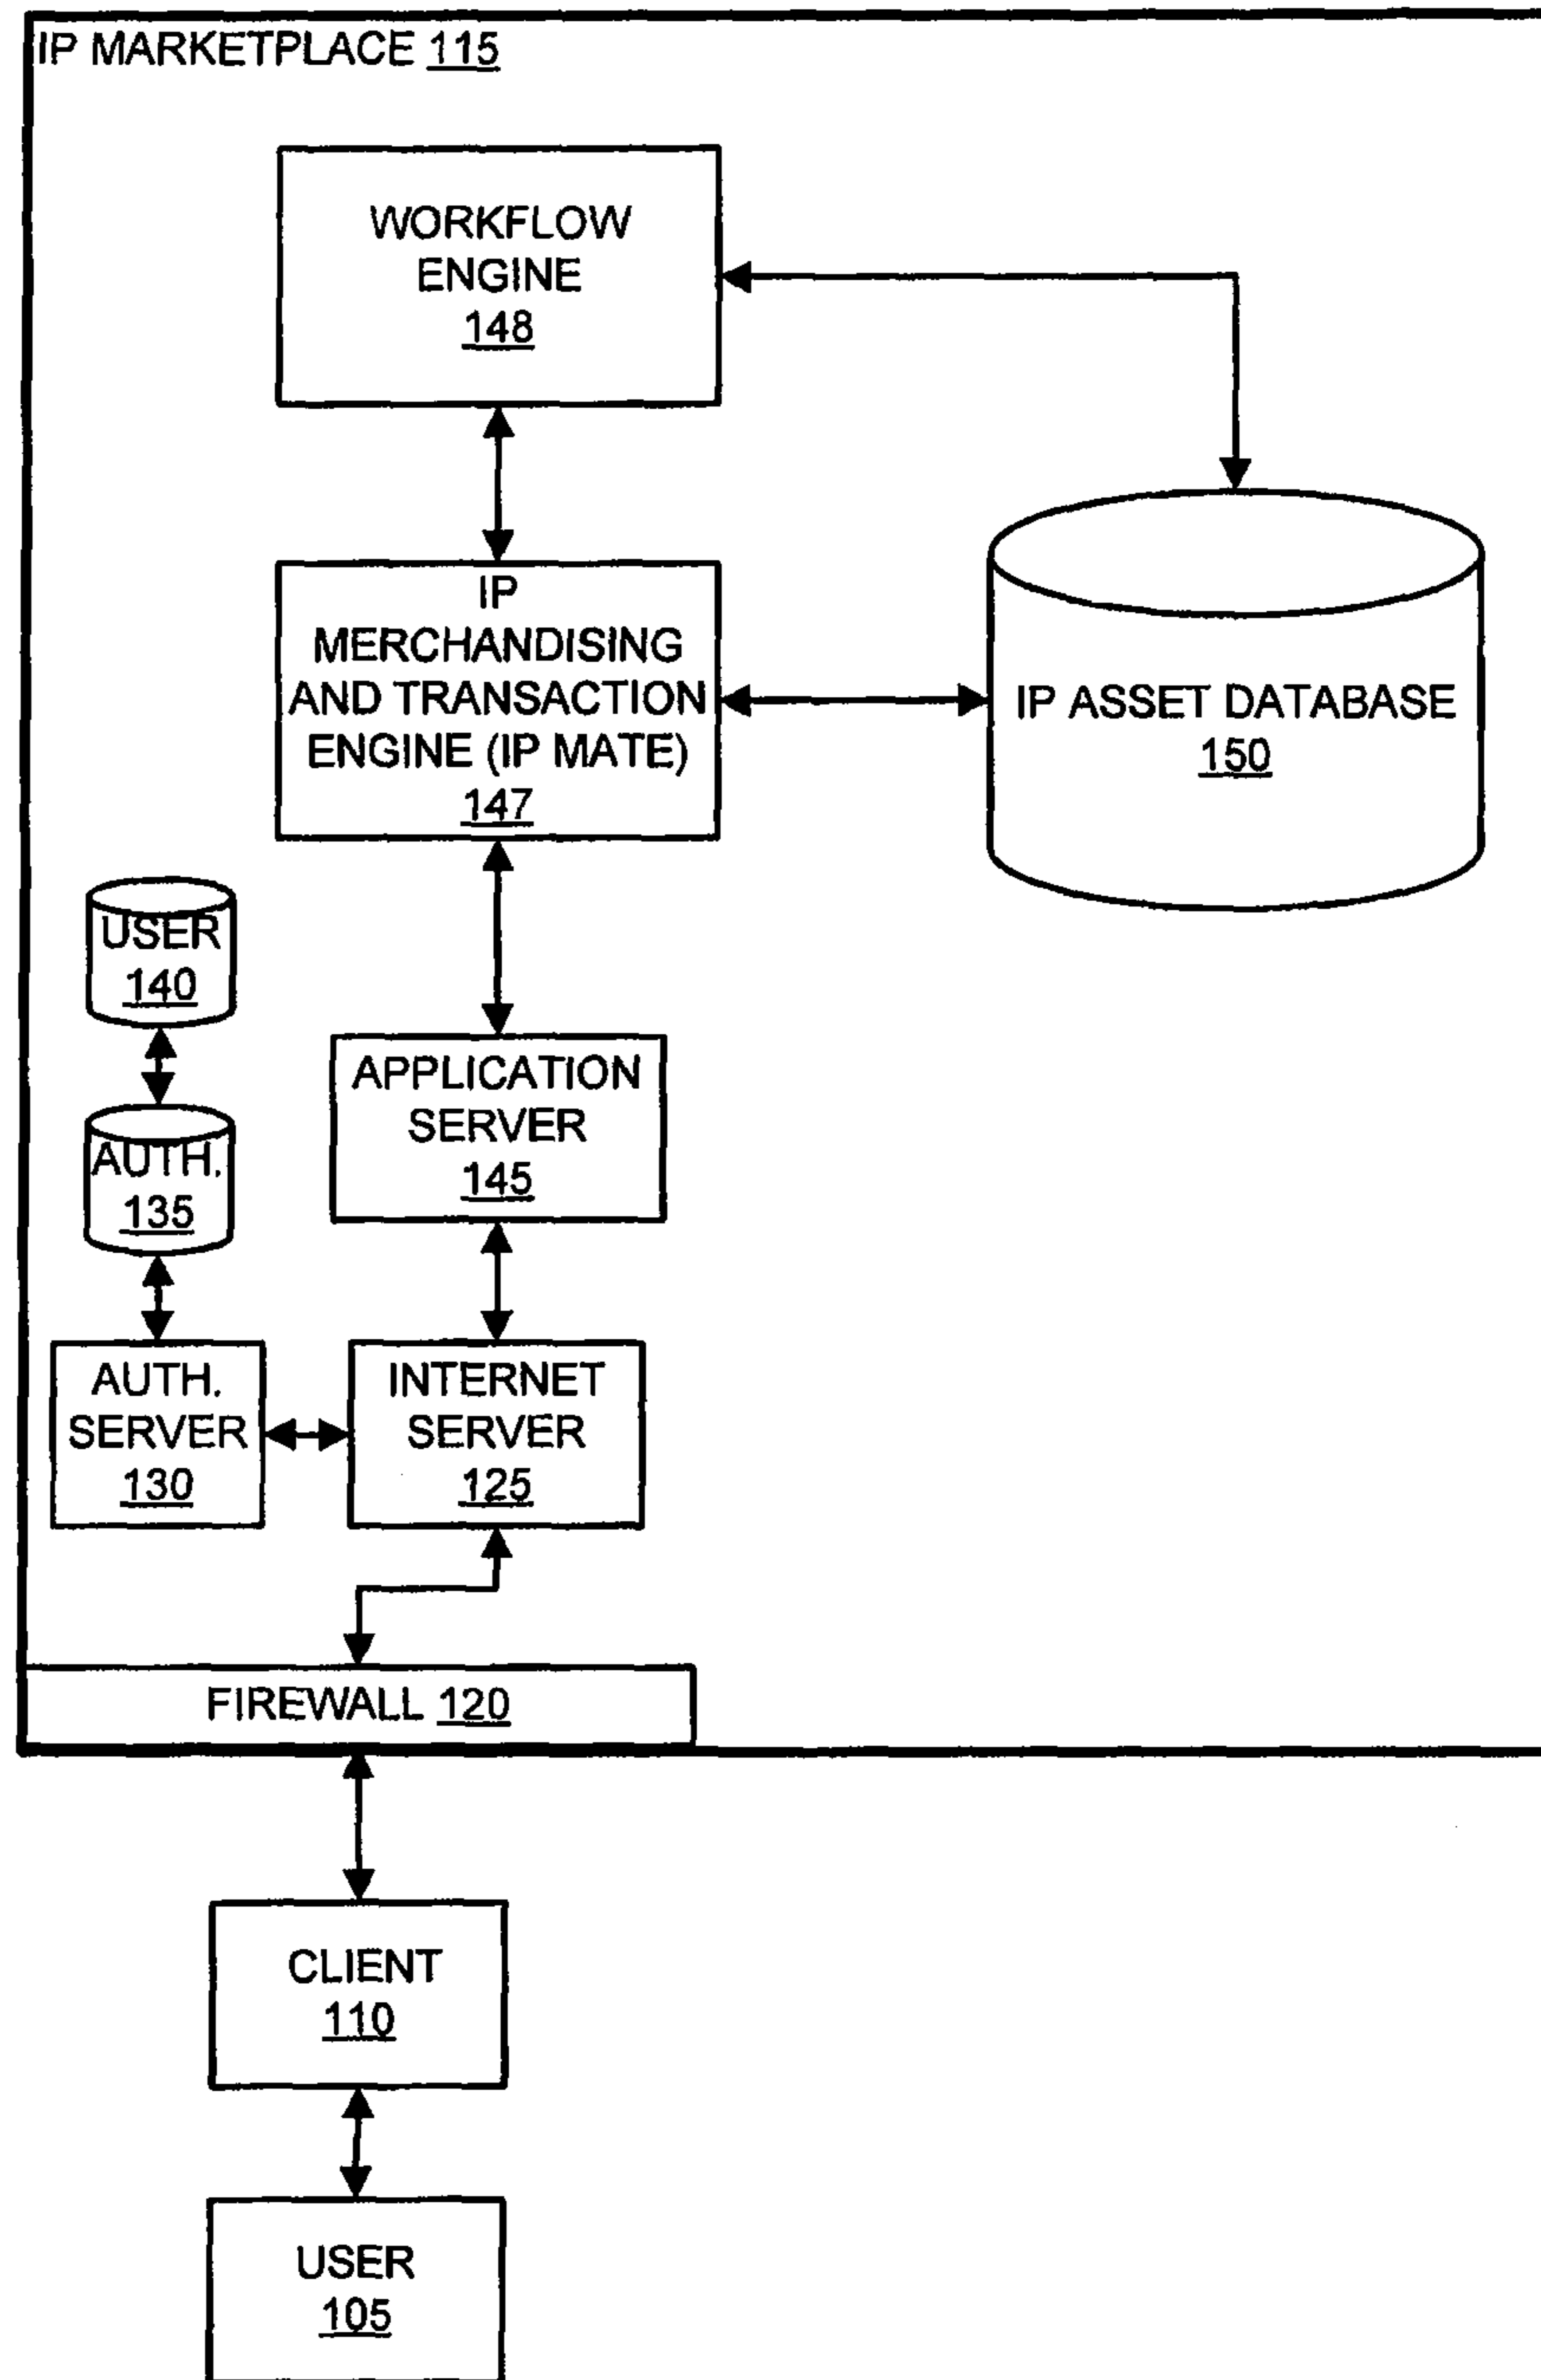 IP MARKETPLACE 115
WORKFLOW
ENGINE
148
IP
MERCHANDISING
AND TRANSACTION
ENGINE (IP MATE)
147
IP ASSET DATABASE
150
USER
140
AUTH.
135
APPLICATION
SERVER
145
AUTH.
SERVER
130
INTERNET
SERVER
125
FIREWALL 120
CLIENT
110
USER
105